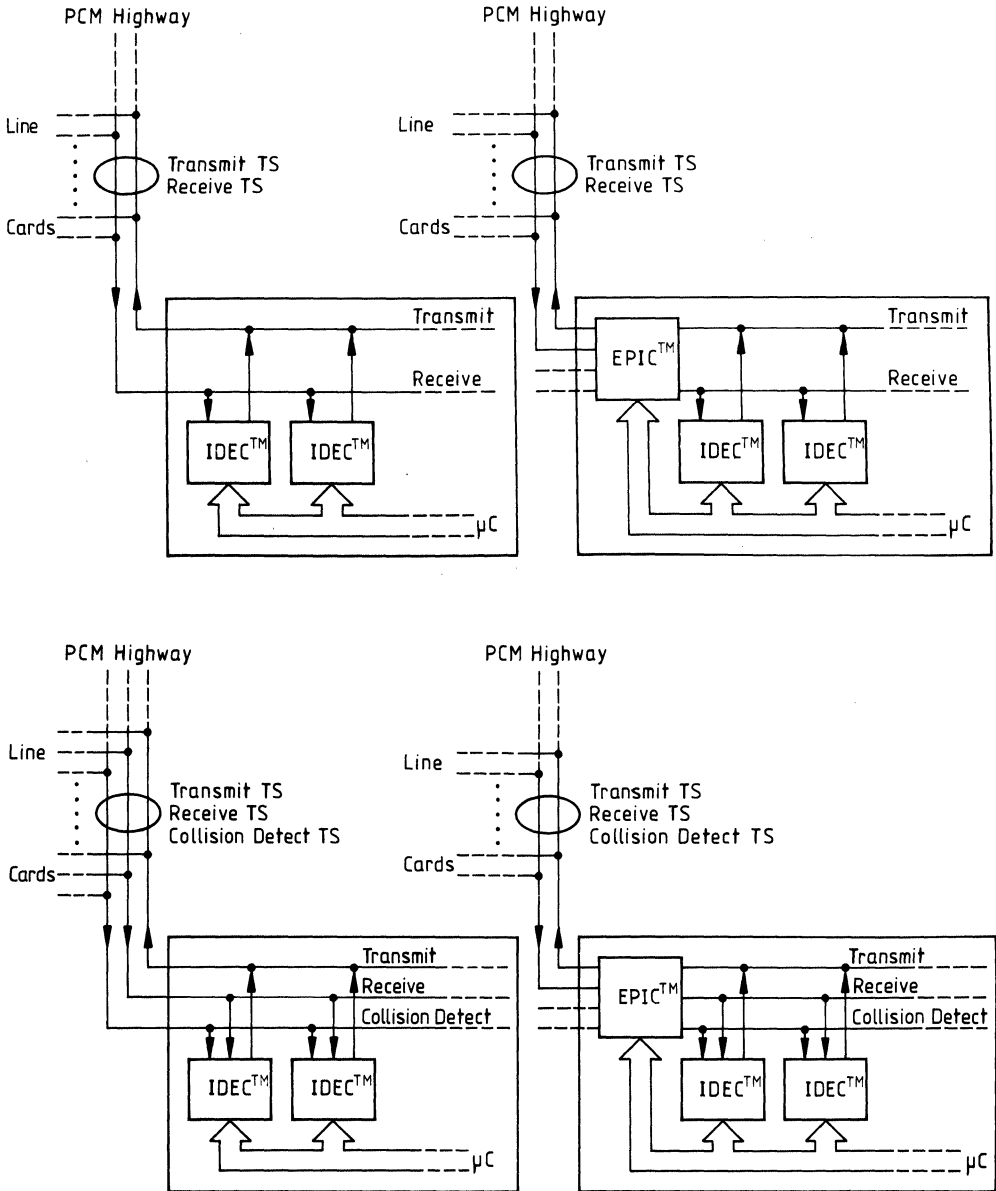 PCM Highway
Line
Transmit TS
Receive TS
Cards
Transmit
Receive
IDEC™
IDEC™
µC
PCM Highway
Line
Transmit TS
Receive TS
Cards
EPIC™
Transmit
Receive
IDEC™
IDEC™
µC
PCM Highway
Line
Transmit TS
Receive TS
Collision Detect TS
Cards
Transmit
Receive
Collision Detect
IDEC™
IDEC™
µC
PCM Highway
Line
Transmit TS
Receive TS
Collision Detect TS
Cards
EPIC™
Transmit
Receive
Collision Detect
IDEC™
IDEC™
µC